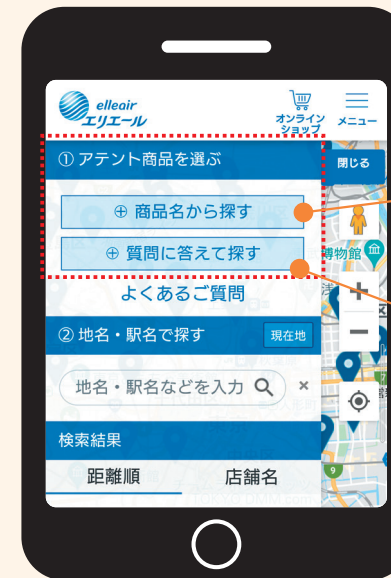 elleair
エリエール
オンライン
ショップ
メニュー
① アテント商品を選ぶ
閉じる
⊕ 商品名から探す
⊕ 質問に答えて探す
博物館
よくあるご質問
浅
② 地名・駅名で探す
現在地
地名・駅名などを入力
×
検索結果
距離順
店舗名
9